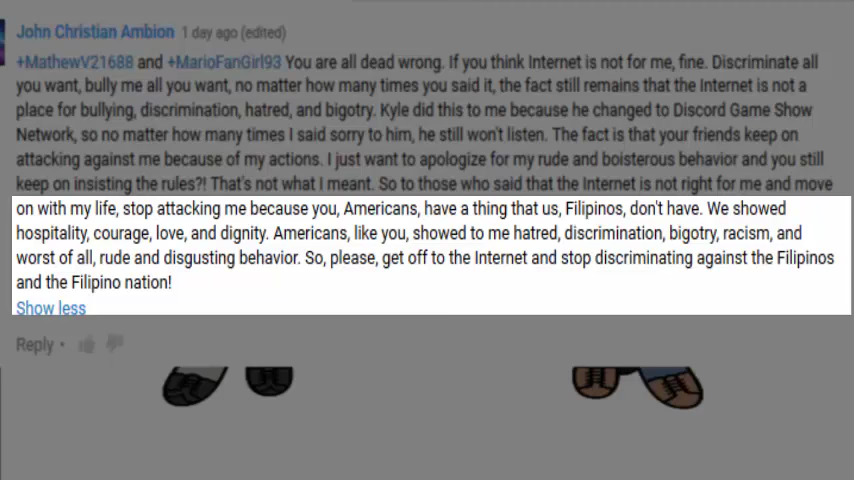 John Christian Ambion 1 day ago (edited)
+MathewV21688 and +MarioFanGirl93 You are all dead wrong. If you think Internet is not for me, fine. Discriminate all
you want, bully me all you want, no matter how many times you said it, the fact still remains that the Internet is not a
place for bullying, discrimination, hatred, and bigotry. Kyle did this to me because he changed to Discord Game Show
Network, so no matter how many times I said sorry to him, he still won't listen. The fact is that your friends keep on
attacking against me because of my actions. I just want to apologize for my rude and boisterous behavior and you still
keep on insisting the rules?! That's not what I meant. So to those who said that the Internet is not right for me and move
on with my life, stop attacking me because you, Americans, have a thing that us, Filipinos, don't have. We showed
hospitality, courage, love, and dignity. Americans, like you, showed to me hatred, discrimination, bigotry, racism, and
worst of all, rude and disgusting behavior. So, please, get off to the Internet and stop discriminating against the Filipinos
and the Filipino nation!
Show less
Reply •